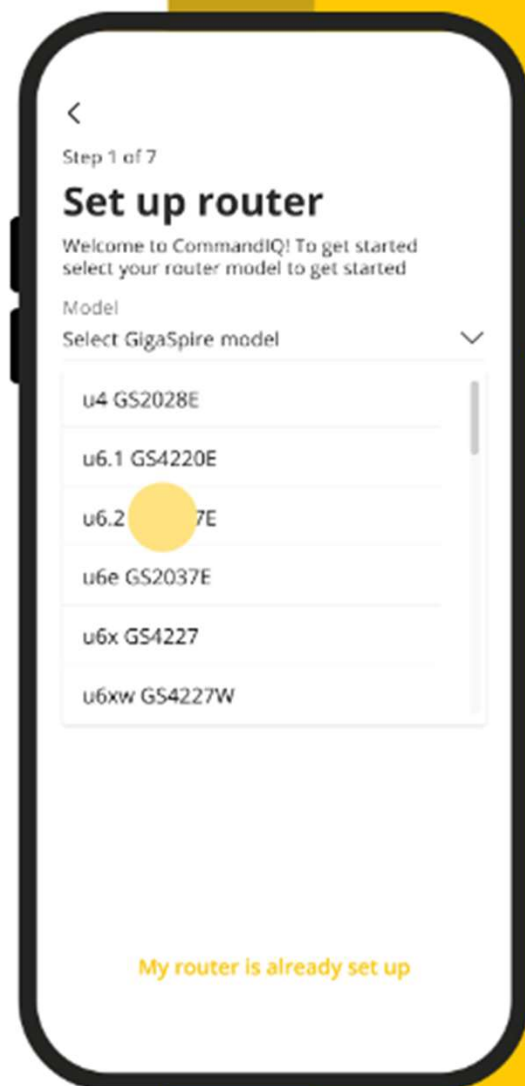 Step 1 of 7
Set up router
Welcome to CommandIQ! To get started
select your router model to get started
Model
Select GigaSpire model
u4 GS2028E
u6.1 GS4220E
u6.2
u6e GS2037E
u6x GS4227
u6xw GS4227W
My router is already set up